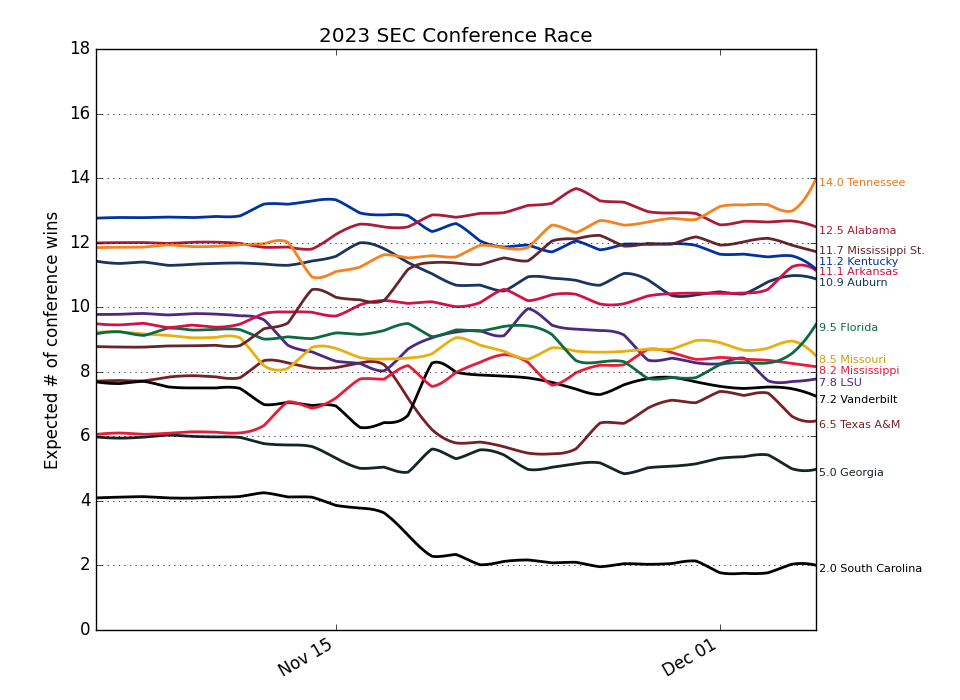 2023 SEC Conference Race
Expected # of conference wins
18
16
14
12
10
8
6
4
2
0
Nov 15
Dec 01
14.0 Tennessee
12.5 Alabama
11.7 Mississippi St.
11.2 Kentucky
11.1 Arkansas
10.9 Auburn
9.5 Florida
8.5 Missouri
8.2 Mississippi
7.8 LSU
7.2 Vanderbilt
6.5 Texas A&M
5.0 Georgia
2.0 South Carolina